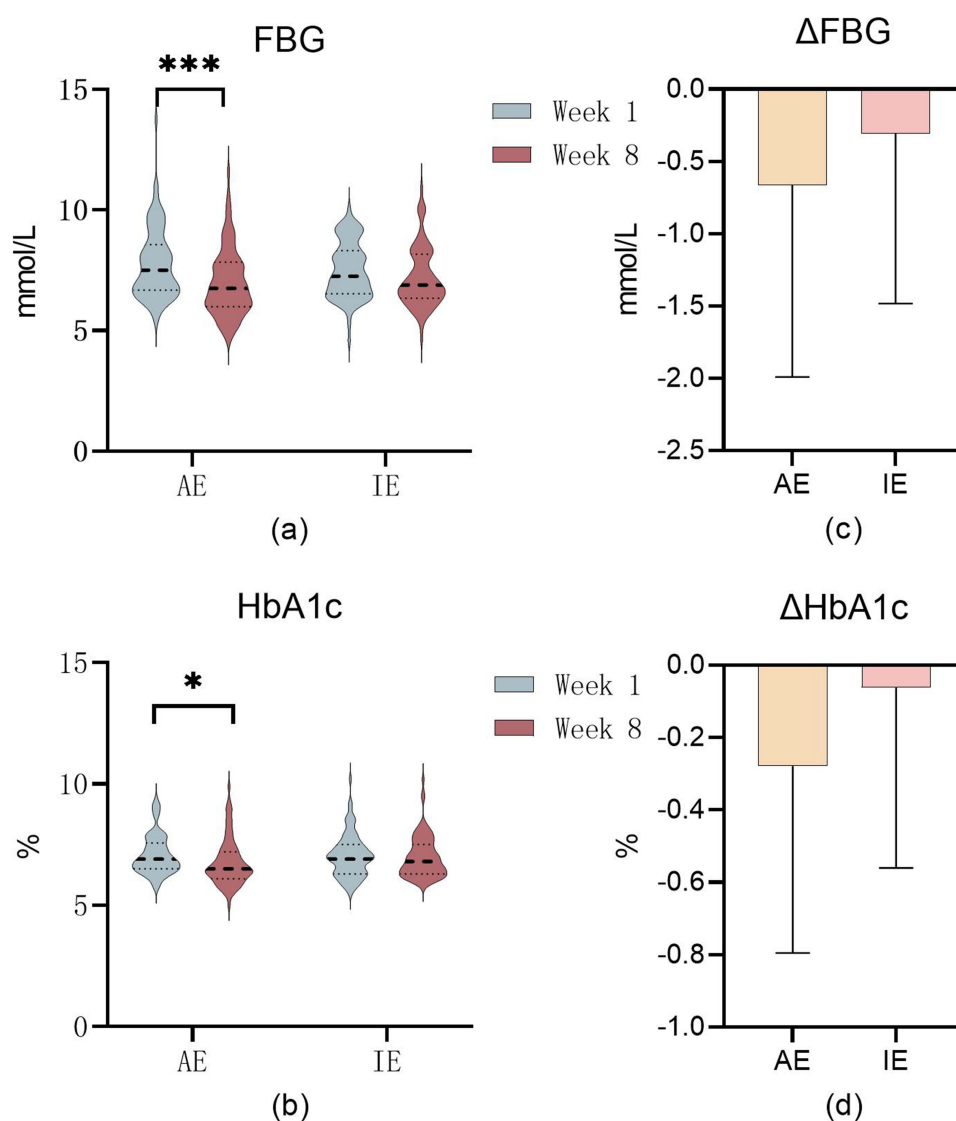 FBG
✱✱✱
15
10
5
0
mmol/L
AE
IE
Week 1
Week 8
(a)
ΔFBG
0.0
-0.5
-1.0
-1.5
-2.0
-2.5
mmol/L
AE
IE
(c)
HbA1c
✱
15
10
5
0
%
AE
IE
Week 1
Week 8
(b)
ΔHbA1c
0.0
-0.2
-0.4
-0.6
-0.8
-1.0
%
AE
IE
(d)